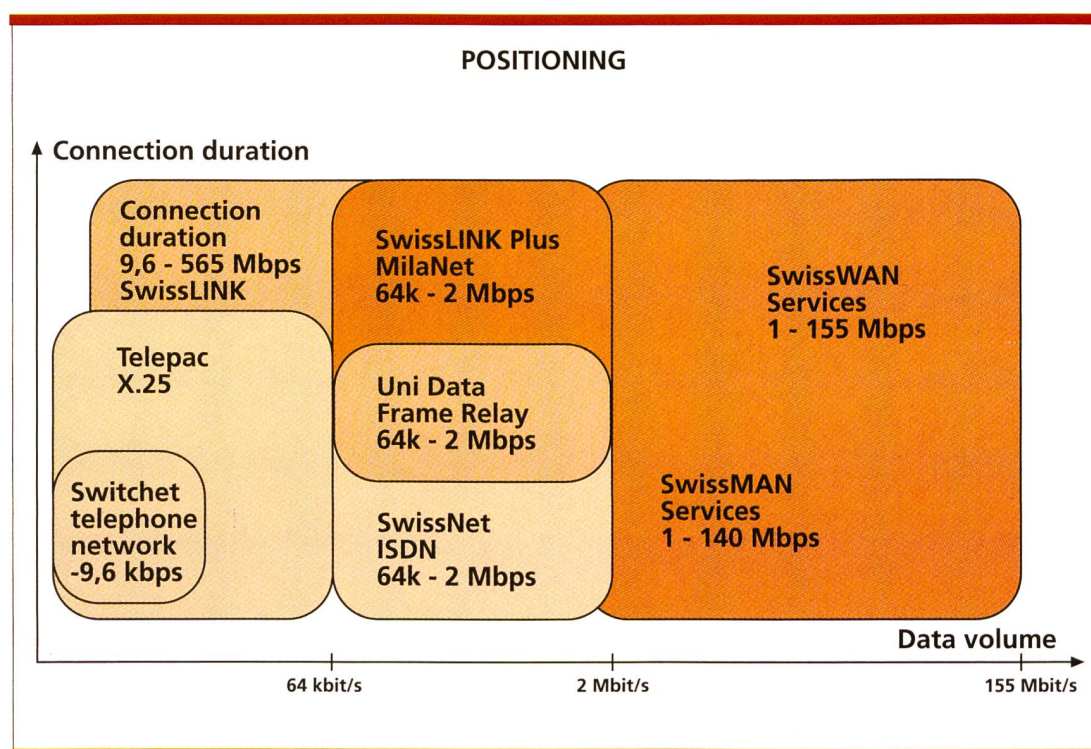 POSITIONING
Connection duration
Connection
duration
9,6 - 565 Mbps
SwissLINK
SwissLINK Plus
MilaNet
64k - 2 Mbps
SwissWAN
Services
1 - 155 Mbps
Telepac
X.25
Uni Data
Frame Relay
64k - 2 Mbps
Switchet
telephone
network
-9,6 kbps
SwissNet
ISDN
64k - 2 Mbps
SwissMAN
Services
1 - 140 Mbps
Data volume
64 kbit/s
2 Mbit/s
155 Mbit/s